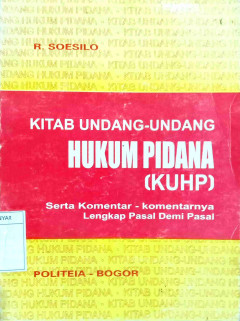 R. SOESILO
KITAB UNDANG-UNDANG
HUKUM PIDANA
(KUHP)
Serta Komentar - komentarnya
Lengkap Pasal Demi Pasal
POLITEIA - BOGOR